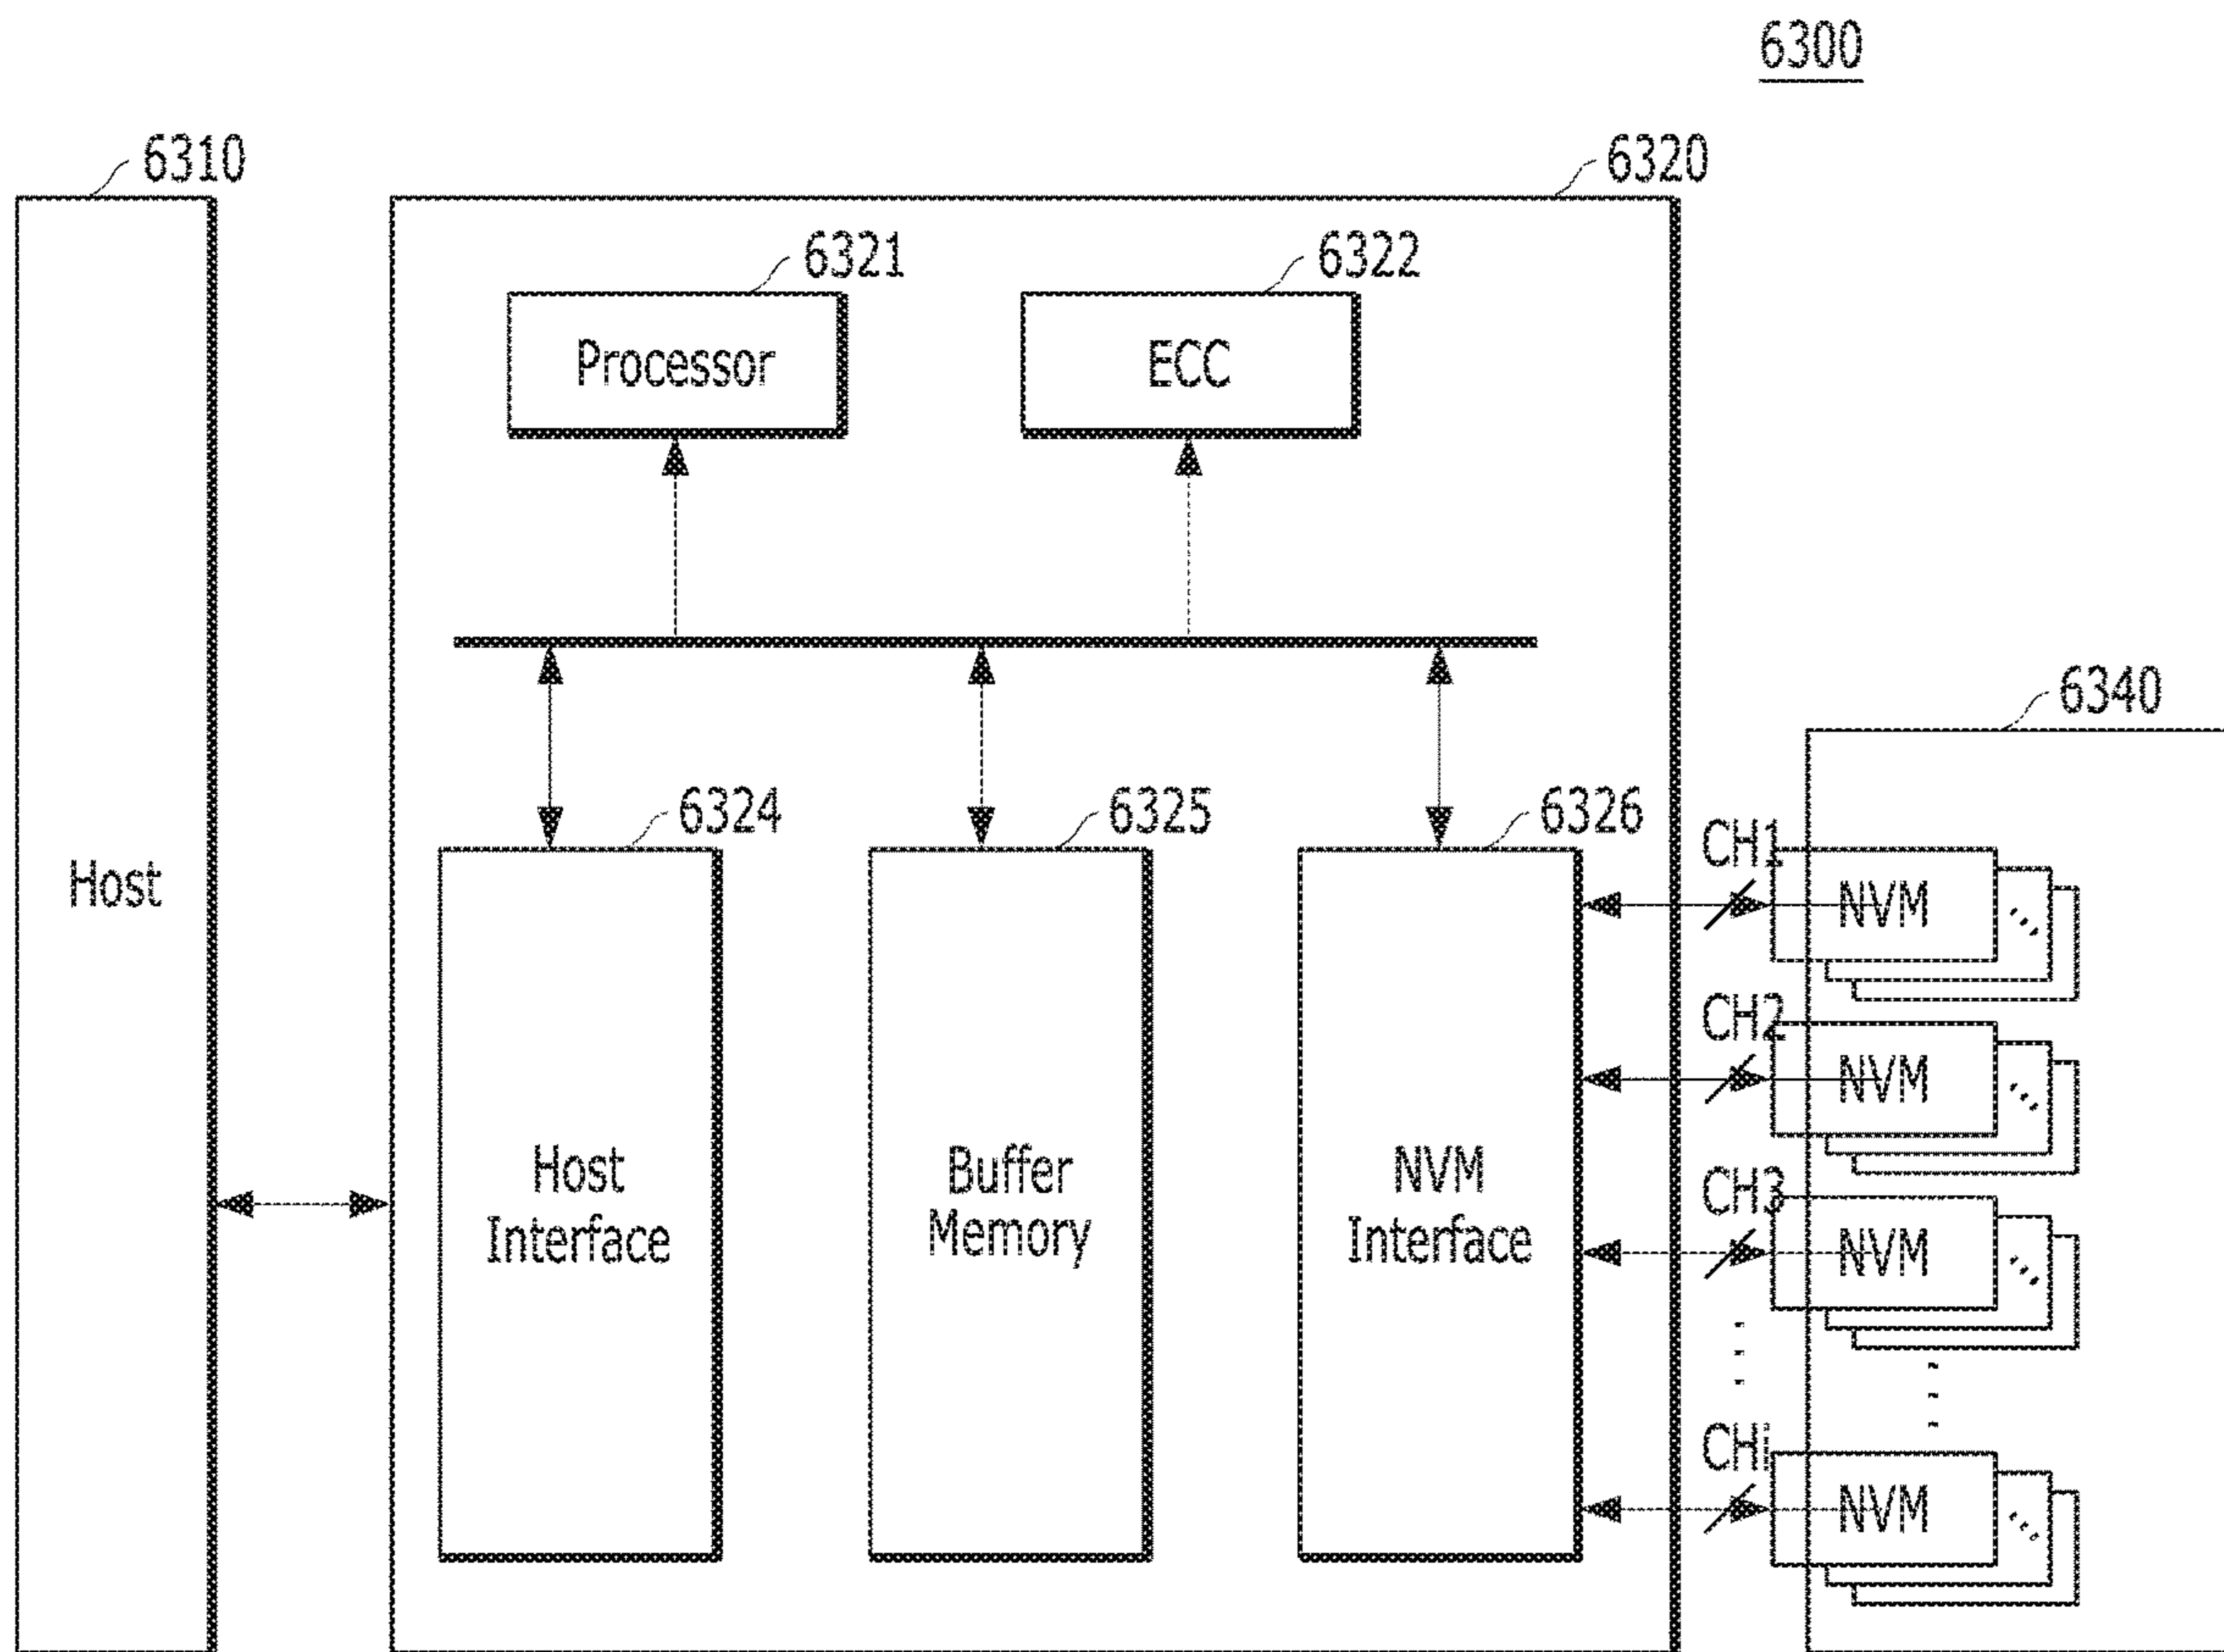 6300
6310
6320
6321
6322
Processor
ECC
6340
6324
6325
6326
Host
CH1
NVM
CH2
NVM
Host
Interface
Buffer
Memory
NVM
Interface
CH3
NVM
CHi
NVM